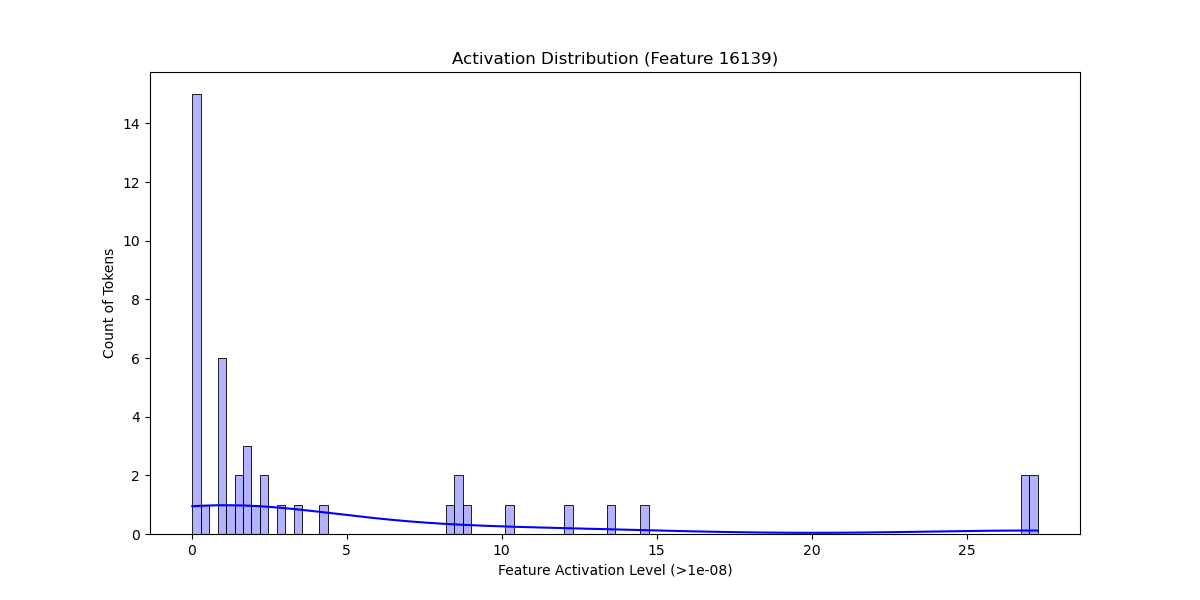 Activation Distribution (Feature 16139)
Count of Tokens
14
12
10
8
6
4
2
0
0 5 10 15 20 25
Feature Activation Level (>1e-08)